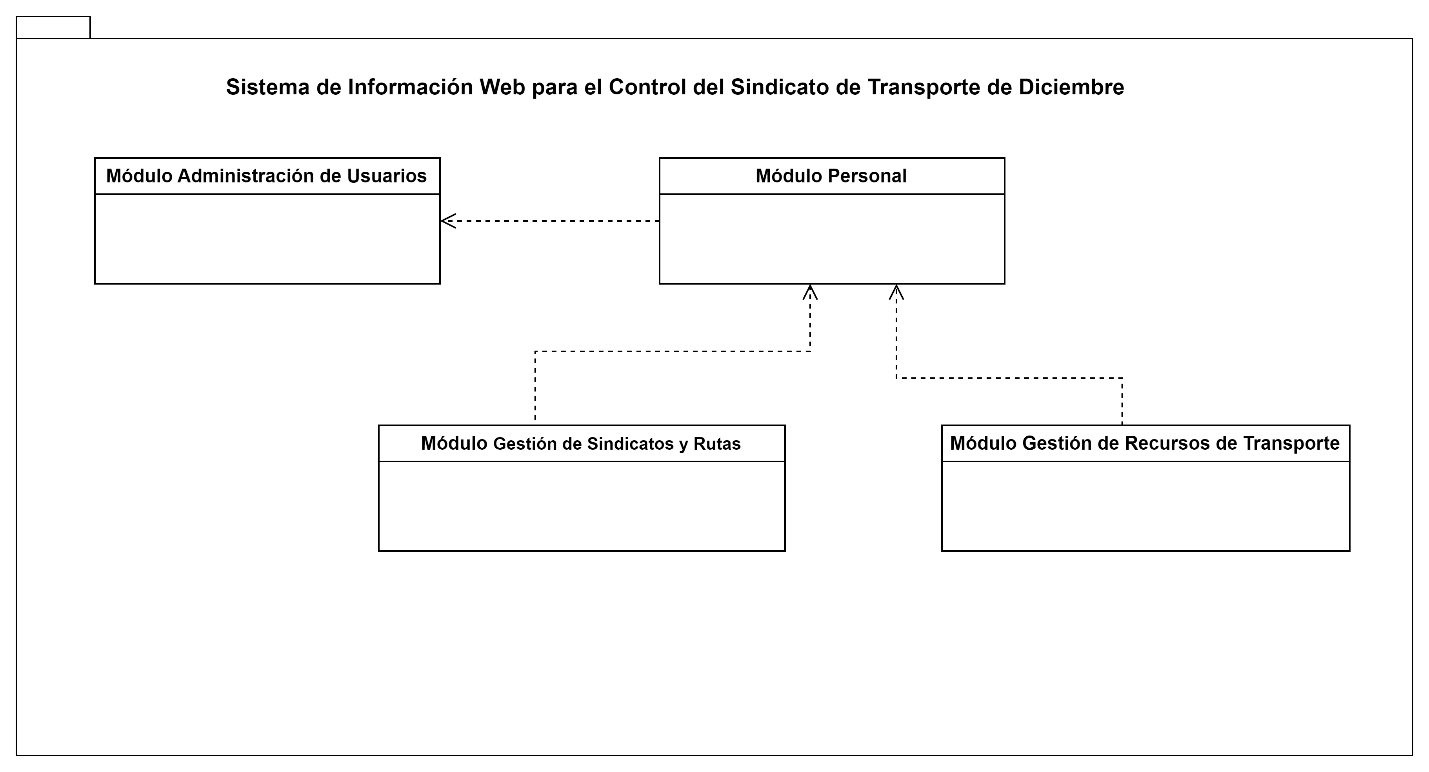 Sistema de Información Web para el Control del Sindicato de Transporte de Diciembre
Módulo Administración de Usuarios
Módulo Personal
Módulo Gestión de Sindicatos y Rutas
Módulo Gestión de Recursos de Transporte